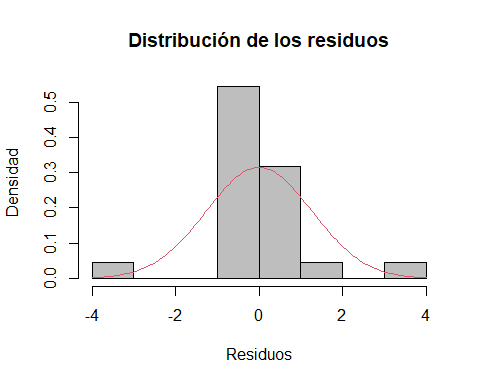 Distribución de los residuos
Densidad
0.0 0.1 0.2 0.3 0.4 0.5
-4 -2 0 2 4
Residuos